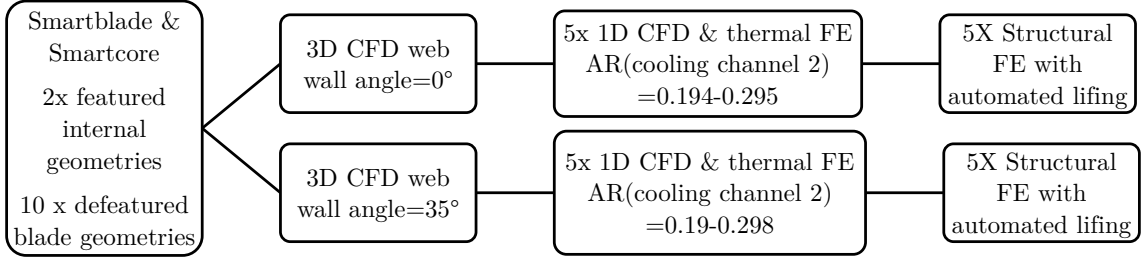 Smartblade &
Smartcore
2x featured
internal
geometries
10 x defeatured
blade geometries
3D CFD web
wall angle=0°
5x 1D CFD & thermal FE
AR(cooling channel 2)
=0.194-0.295
5X Structural
FE with
automated lifing
3D CFD web
wall angle=35°
5x 1D CFD & thermal FE
AR(cooling channel 2)
=0.19-0.298
5X Structural
FE with
automated lifing